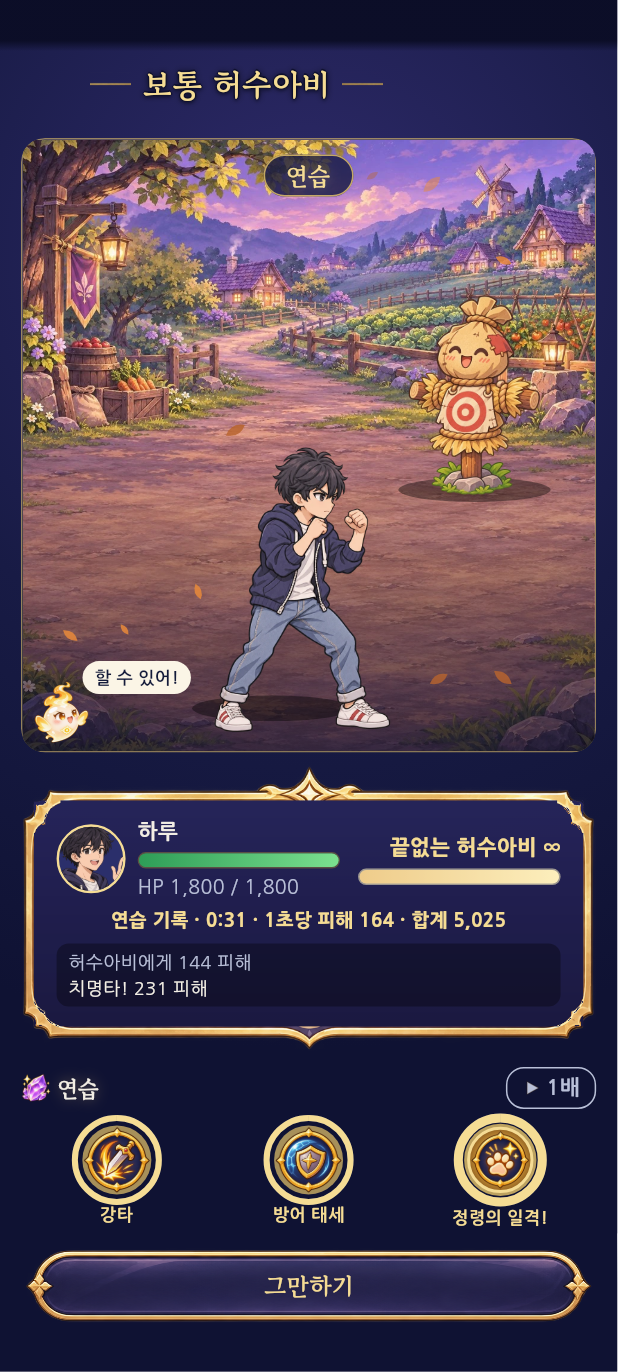 보통 허수아비
연습
할 수 있어!
하루
HP 1,800 / 1,800
끝없는 허수아비 ∞
연습 기록 · 0:31 · 1초당 피해 164 · 합계 5,025
허수아비에게 144 피해
치명타! 231 피해
연습
▶ 1배
강타
방어 태세
정령의 일격!
그만하기